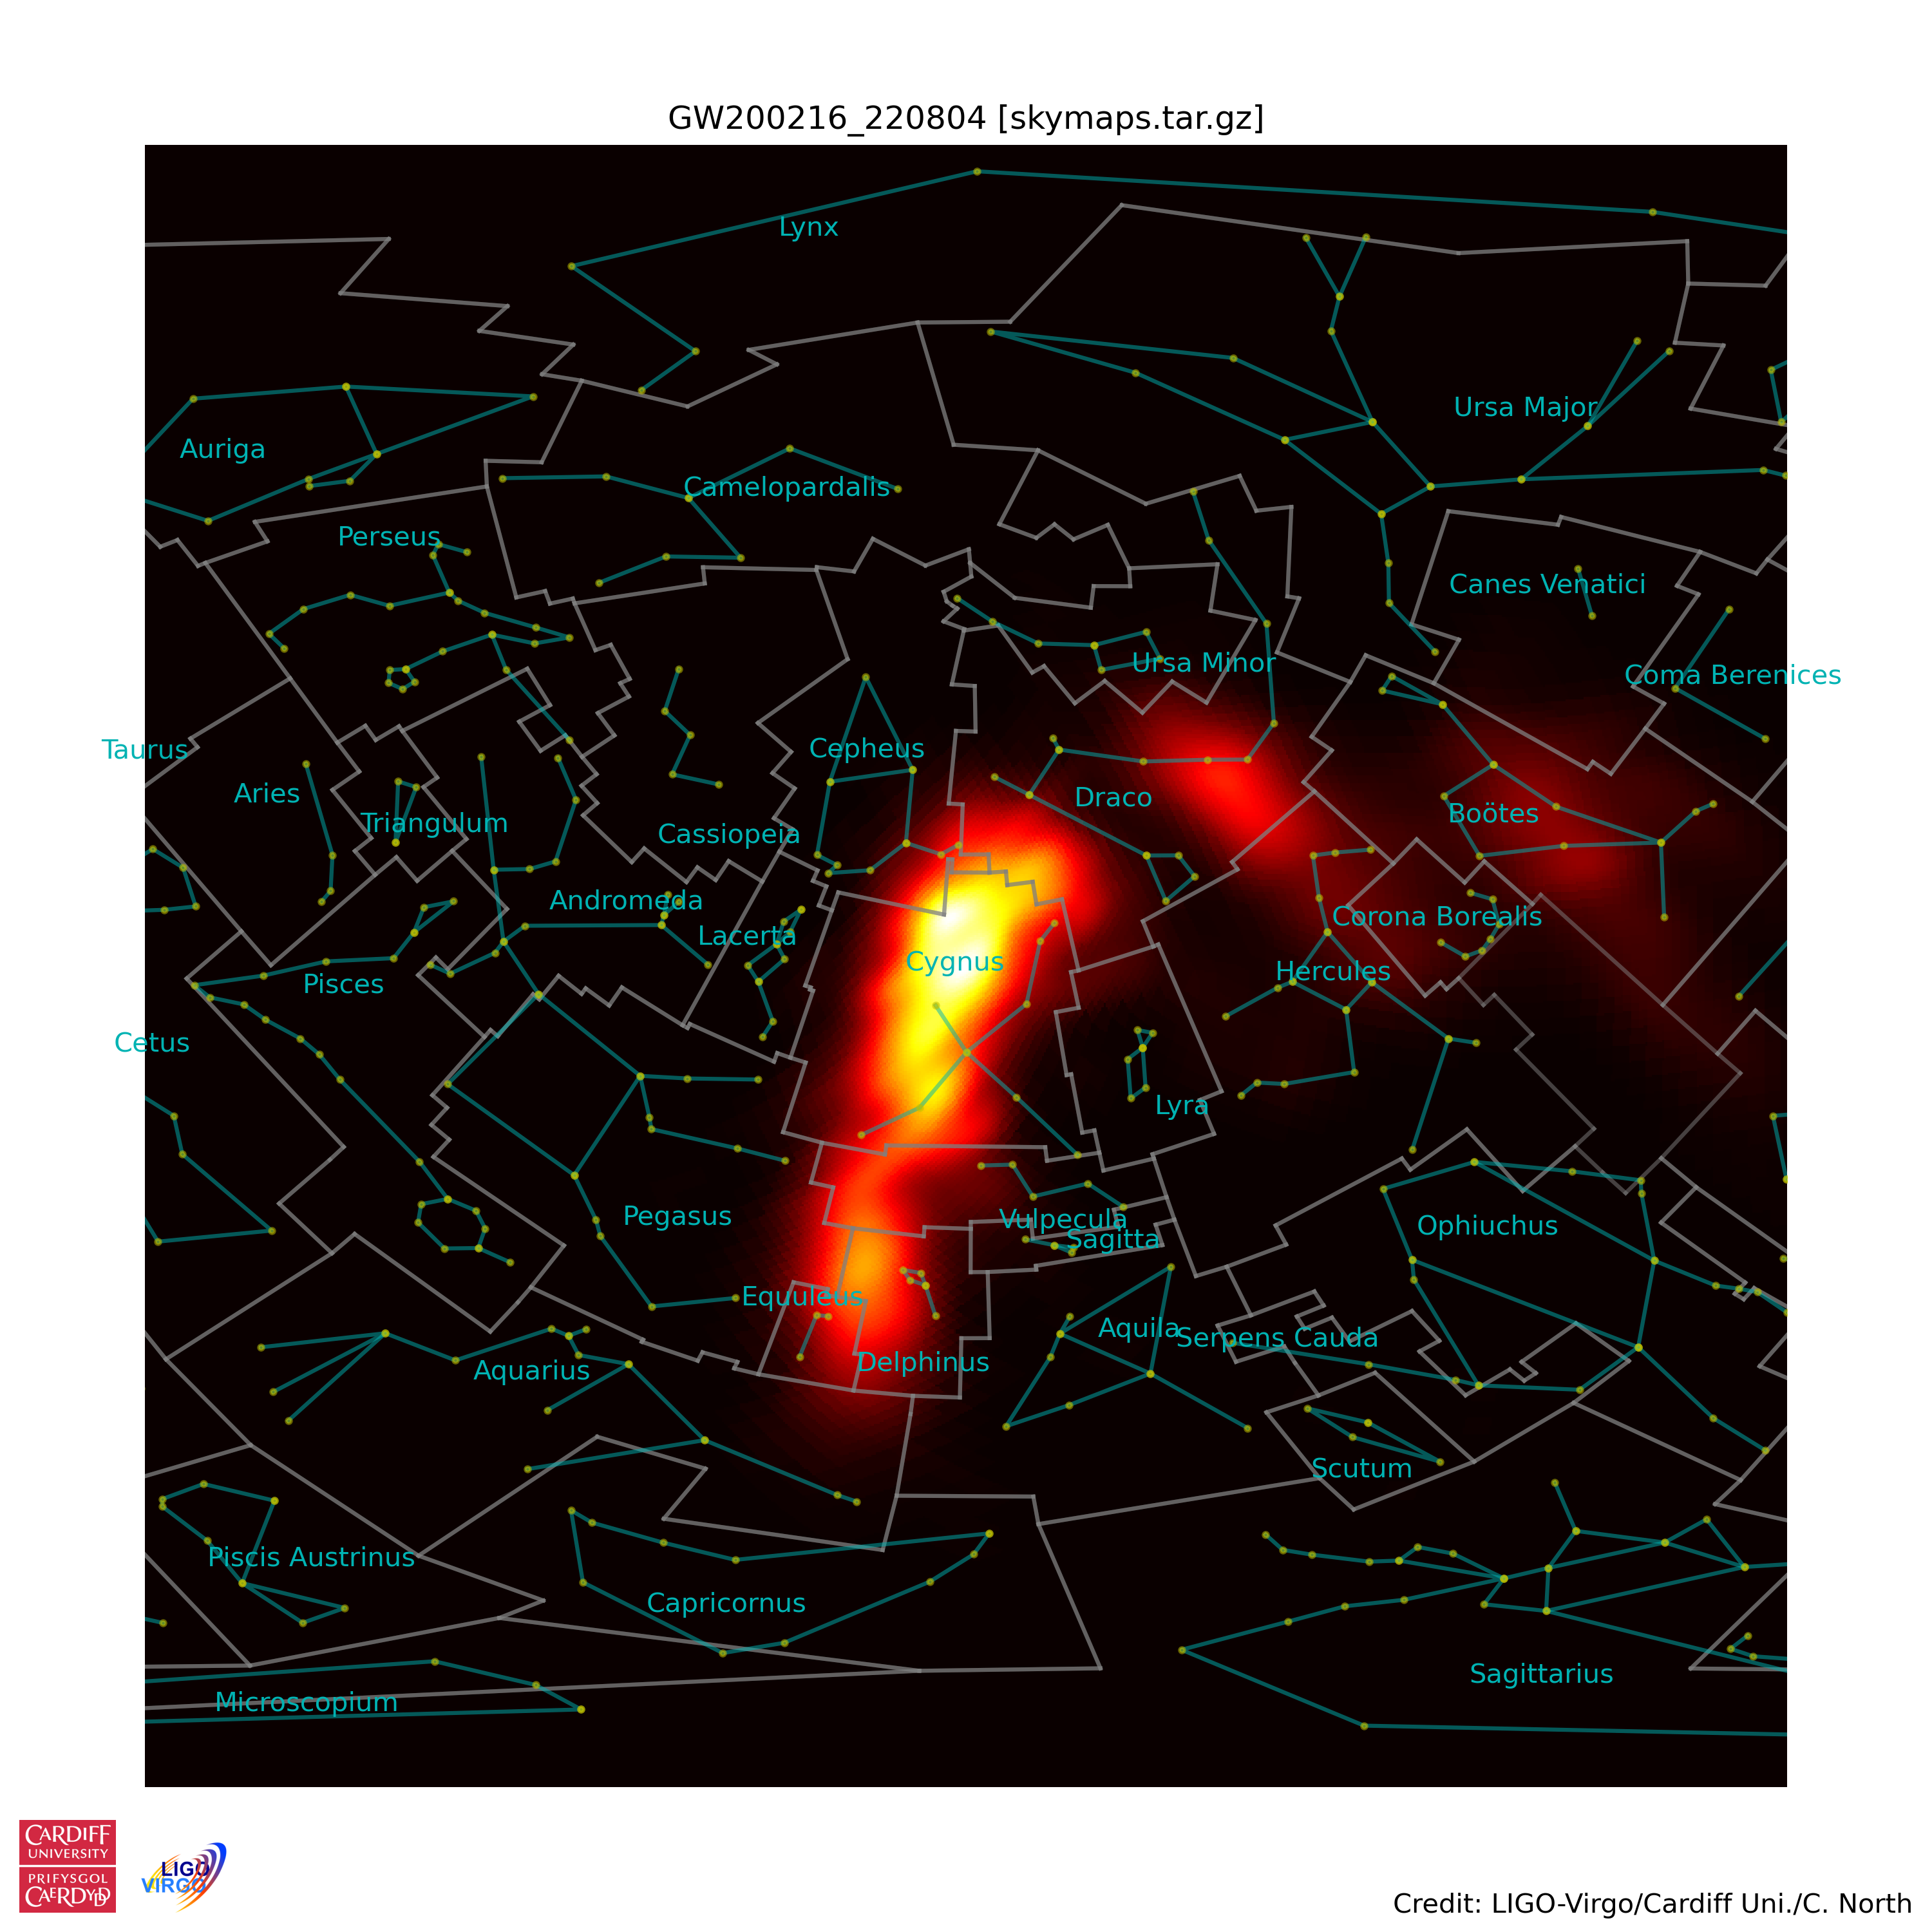 GW200216_220804 [skymaps.tar.gz]
Lynx
Ursa Major
Auriga
Camelopardalis
Perseus
Canes Venatici
Ursa Minor
Coma Berenices
Taurus
Cepheus
Aries
Draco
Boötes
Triangulum
Cassiopeia
Andromeda
Corona Borealis
Lacerta
Cygnus
Hercules
Pisces
Cetus
Lyra
Pegasus
Vulpecula
Ophiuchus
Sagitta
Equuleus
Aquila
Serpens Cauda
Delphinus
Aquarius
Scutum
Piscis Austrinus
Capricornus
Sagittarius
Microscopium
CARDIFF
UNIVERSITY
PRIFYSGOL
CAERDYDD
LIGO
VIRGO
Credit: LIGO-Virgo/Cardiff Uni./C. North